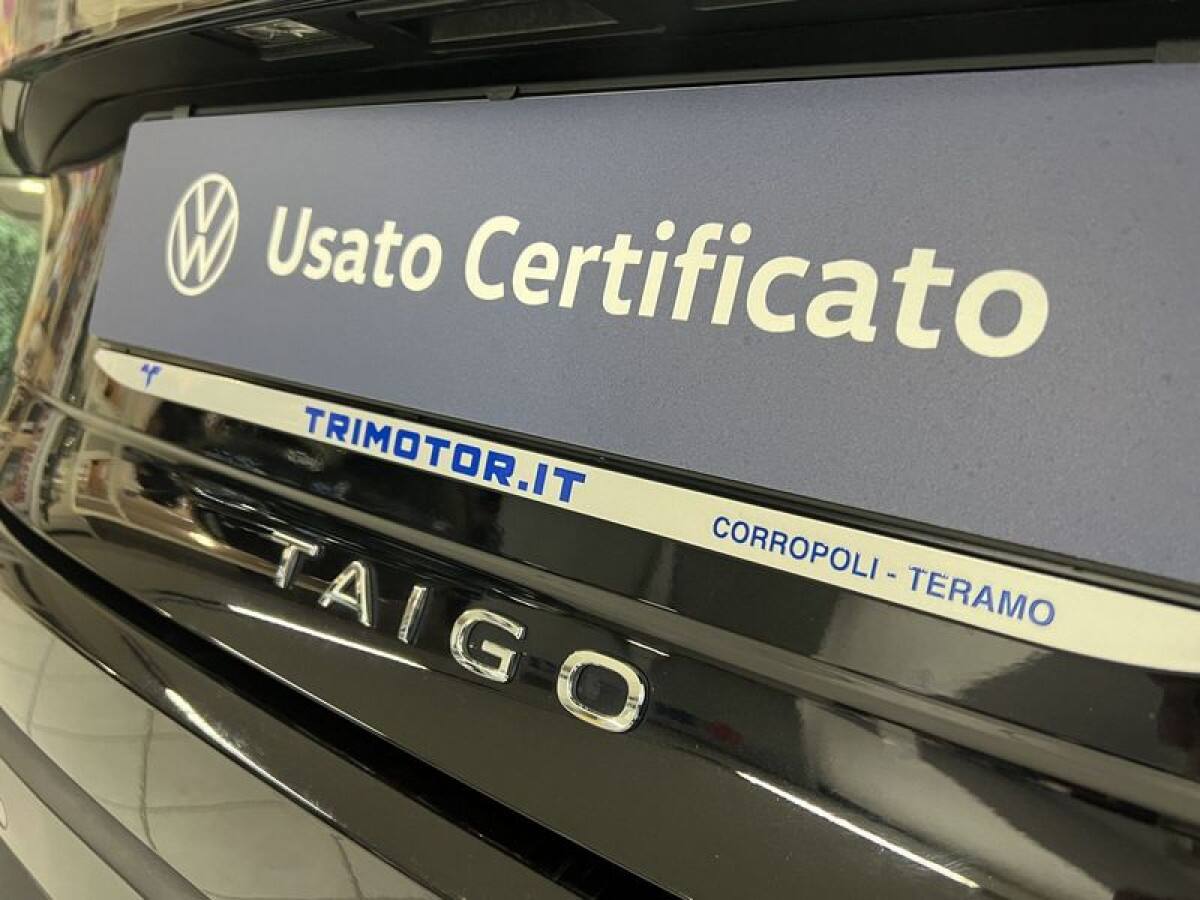 Usato Certificato
TRIMOTOR.IT
CORROPOLI - TERAMO
TAIGO